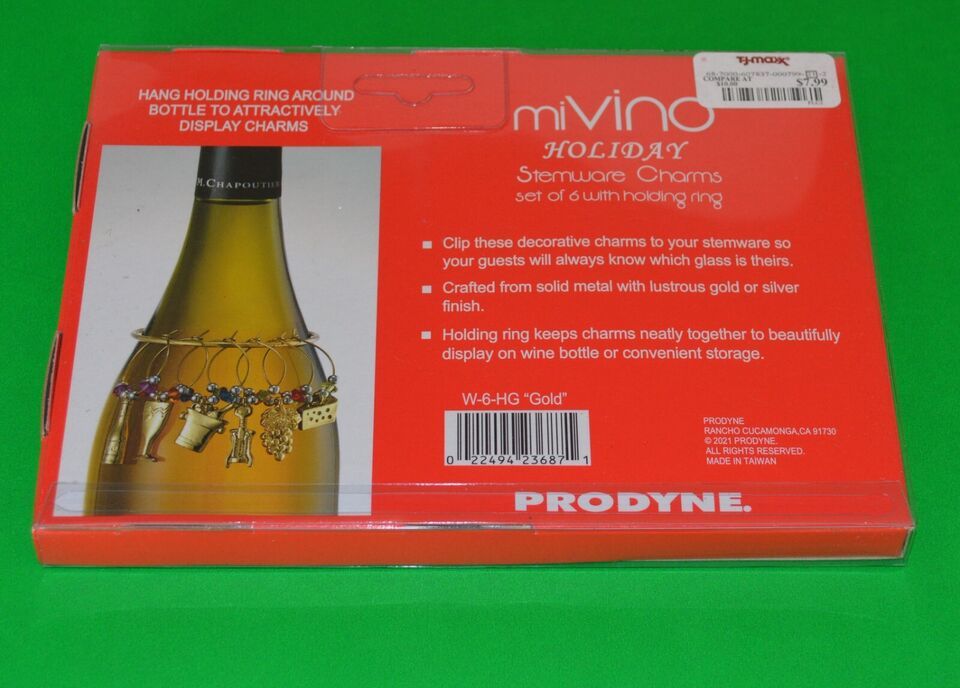 HANG HOLDING RING AROUND
BOTTLE TO ATTRACTIVELY
DISPLAY CHARMS
M.CHAPOUTIER
T·J·maxx
COMPARE AT
$10.00
$7.99
mivino
HOLIDAY
Stemware Charms
set of 6 with holding ring
Clip these decorative charms to your stemware so
your guests will always know which glass is theirs.
Crafted from solid metal with lustrous gold or silver
finish.
Holding ring keeps charms neatly together to beautifully
display on wine bottle or convenient storage.
W-6-HG “Gold”
0 22494 23687 1
PRODYNE
RANCHO CUCAMONGA,CA 91730
© 2021 PRODYNE.
ALL RIGHTS RESERVED.
MADE IN TAIWAN
PRODYNE.